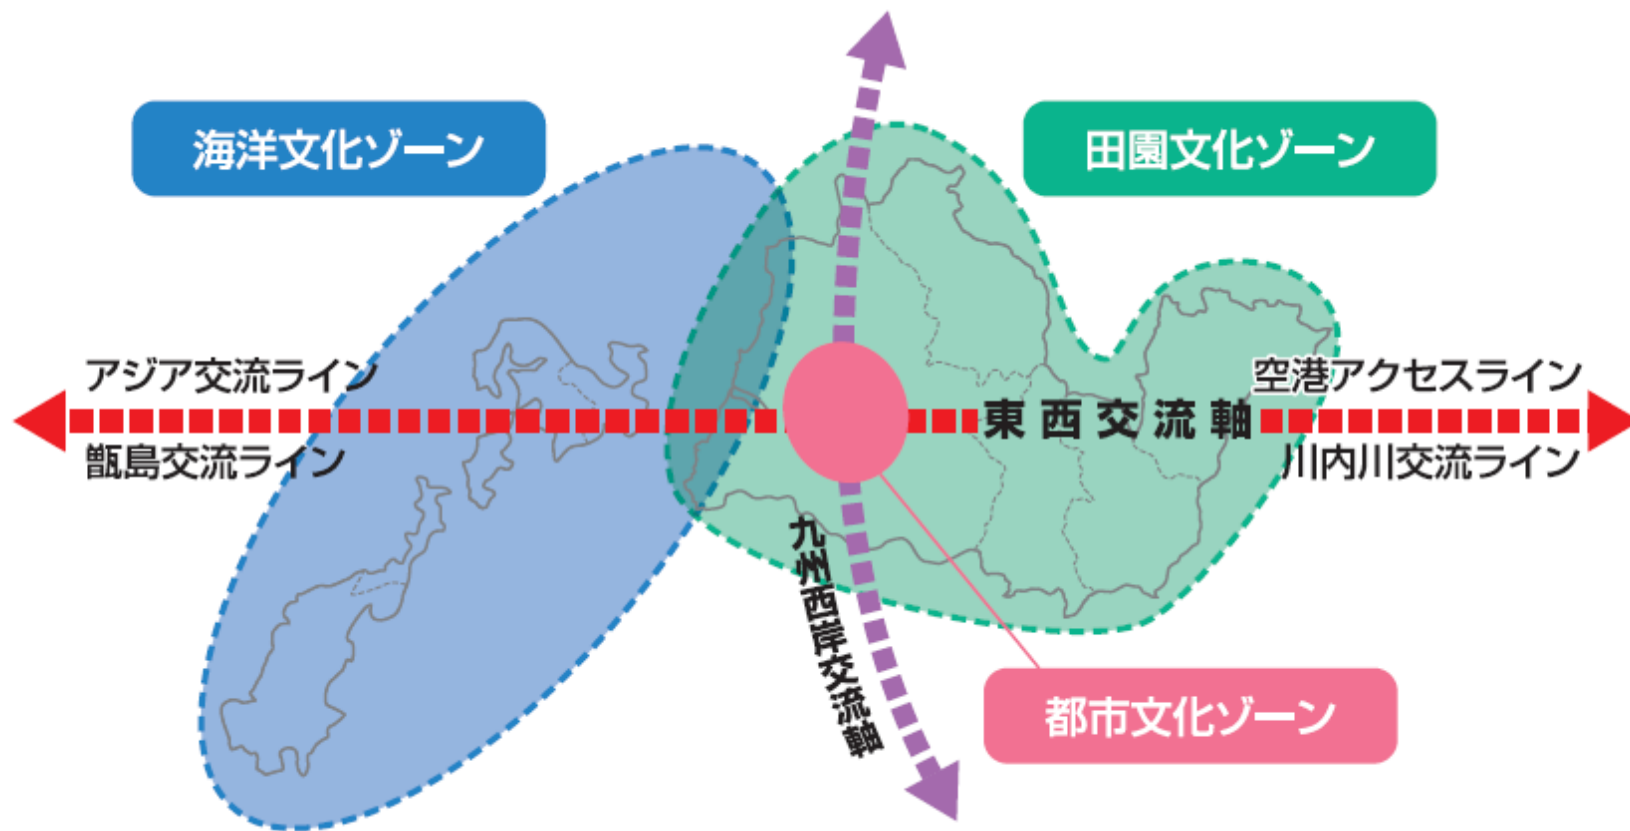 海洋文化ゾーン
田園文化ゾーン
アジア交流ライン
空港アクセスライン
東西交流軸
甑島交流ライン
川内川交流ライン
九州西岸交流軸
都市文化ゾーン